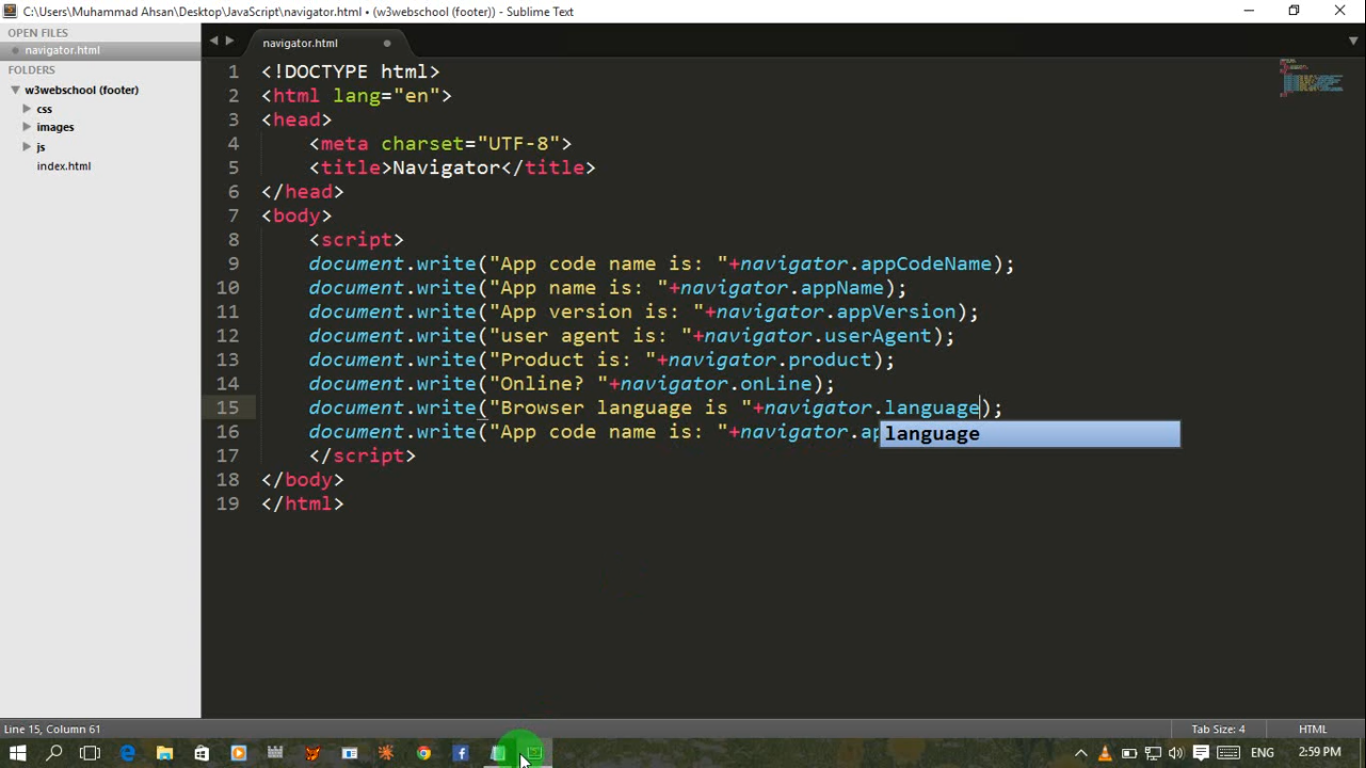 C:\Users\Muhammad Ahsan\Desktop\JavaScript\navigator.html • (w3webschool (footer)) - Sublime Text
OPEN FILES
navigator.html
FOLDERS
w3webschool (footer)
css
images
js
index.html
navigator.html
1 <!DOCTYPE html>
2 <html lang="en">
3 <head>
4 <meta charset="UTF-8">
5 <title>Navigator</title>
6 </head>
7 <body>
8 <script>
9 document.write("App code name is: "+navigator.appCodeName);
10 document.write("App name is: "+navigator.appName);
11 document.write("App version is: "+navigator.appVersion);
12 document.write("user agent is: "+navigator.userAgent);
13 document.write("Product is: "+navigator.product);
14 document.write("Online? "+navigator.onLine);
15 document.write("Browser language is "+navigator.language);
16 document.write("App code name is: "+navigator.ap
language
17 </script>
18 </body>
19 </html>
Line 15, Column 61
Tab Size: 4
HTML
ENG
2:59 PM